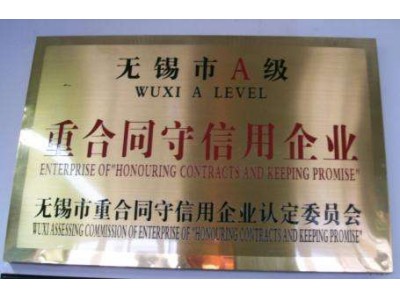 无锡市A级
WUXI A LEVEL
重合同守信用企业
ENTERPRISE OF"HONOURING CONTRACTS AND KEEPING PROMISE"
无锡市重合同守信用企业认定委员会
WUXI ASSESSING COMMISSION OF ENTERPRISE OF "HONOURING CONTRACTS AND KEEPING PROMISE"